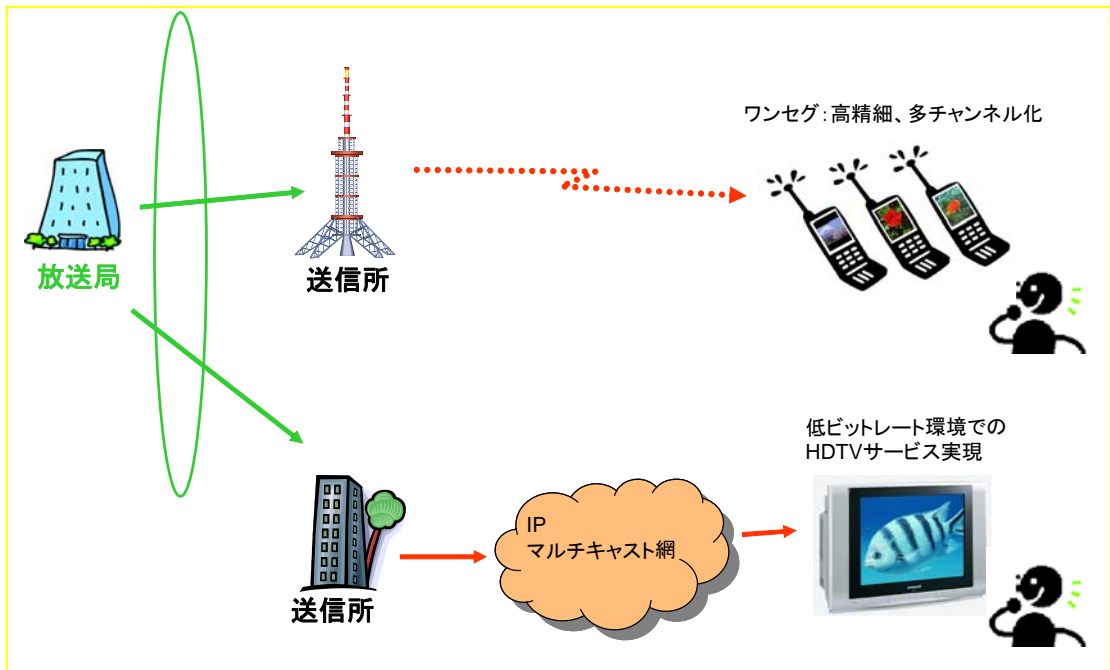 ワンセグ：高精細、多チャンネル化
放送局
送信所
低ビットレート環境での
HDTVサービス実現
IP
マルチキャスト網
送信所